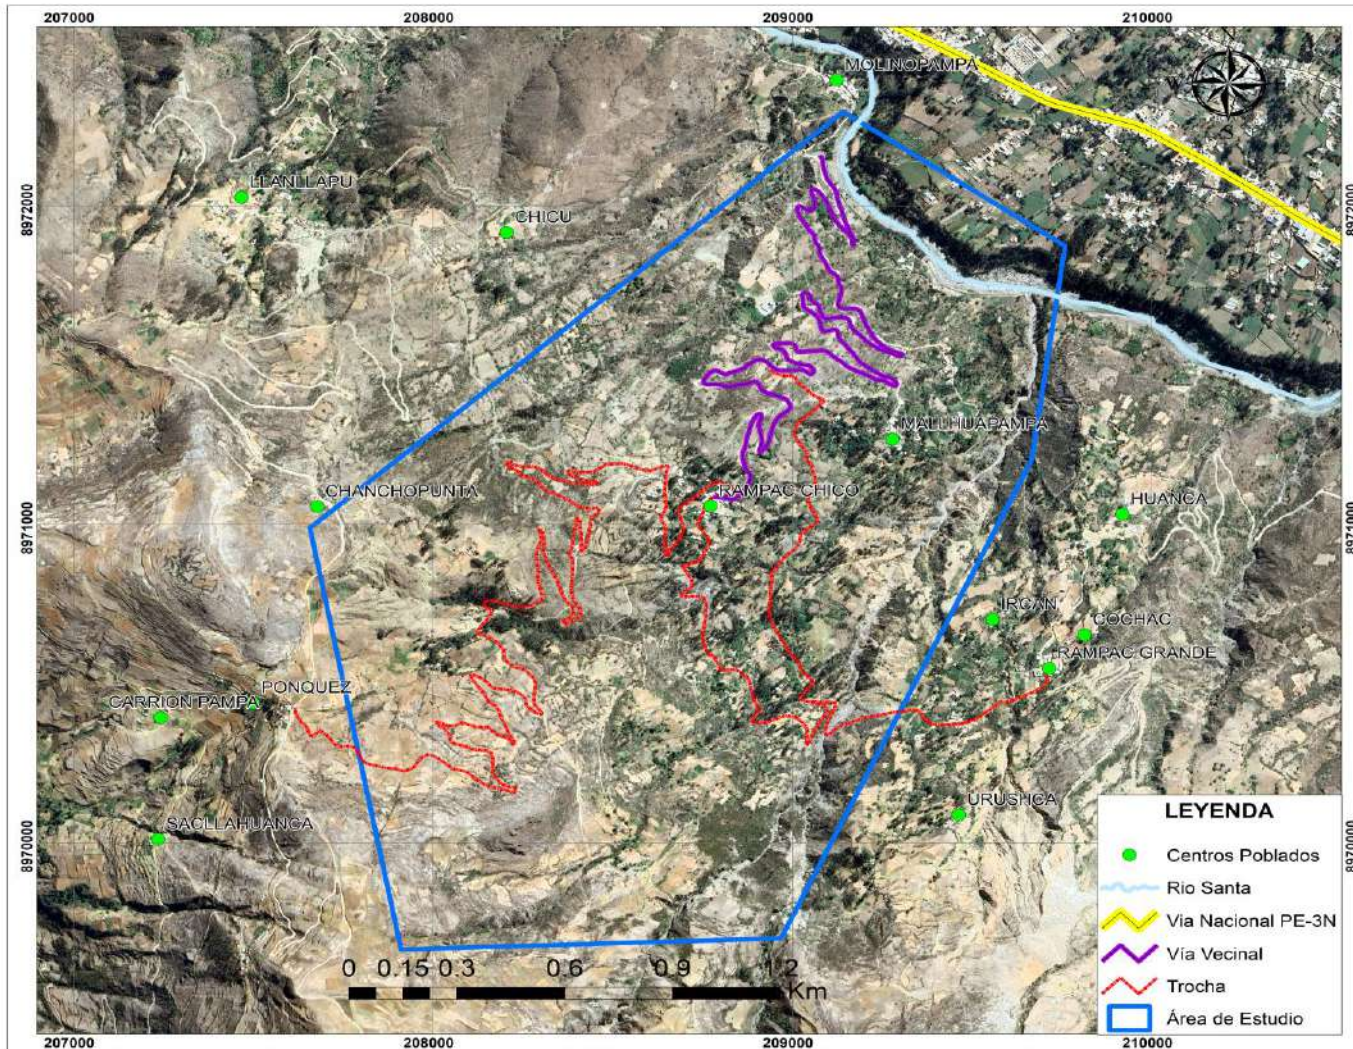 207000 208000 209000 210000
MOLINOPAMPA
N
W
S
LLANLLAPU
CHICU
8972000 8972000
MALLHUAPAMPA
CHANCHOPUNTA
RAMPAC CHICO
HUANCA
8971000 8971000
IRCAN
COCHAC
RAMPAC GRANDE
PONQUEZ
CARRION PAMPA
URUSHCA
SACLLAHUANCA
8970000 8970000
LEYENDA
Centros Poblados
Rio Santa
Via Nacional PE-3N
Vía Vecinal
Trocha
Área de Estudio
0 0.15 0.3 0.6 0.9 1.2
Km
207000 208000 209000 210000